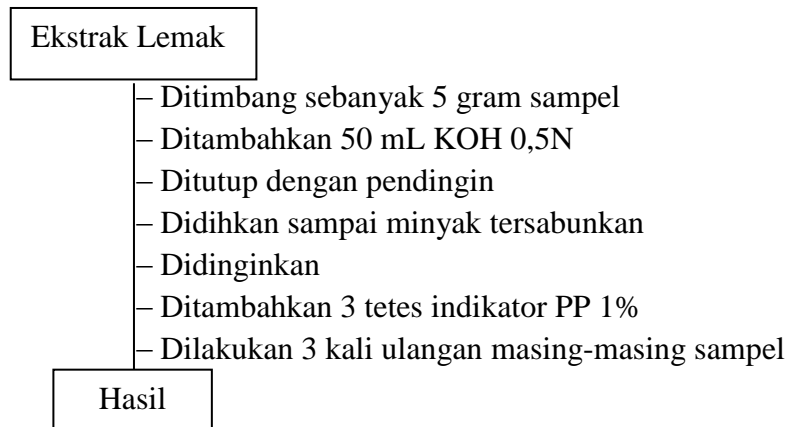 Ekstrak Lemak
– Ditimbang sebanyak 5 gram sampel
– Ditambahkan 50 mL KOH 0,5N
– Ditutup dengan pendingin
– Didihkan sampai minyak tersabunkan
– Didinginkan
– Ditambahkan 3 tetes indikator PP 1%
– Dilakukan 3 kali ulangan masing-masing sampel
Hasil